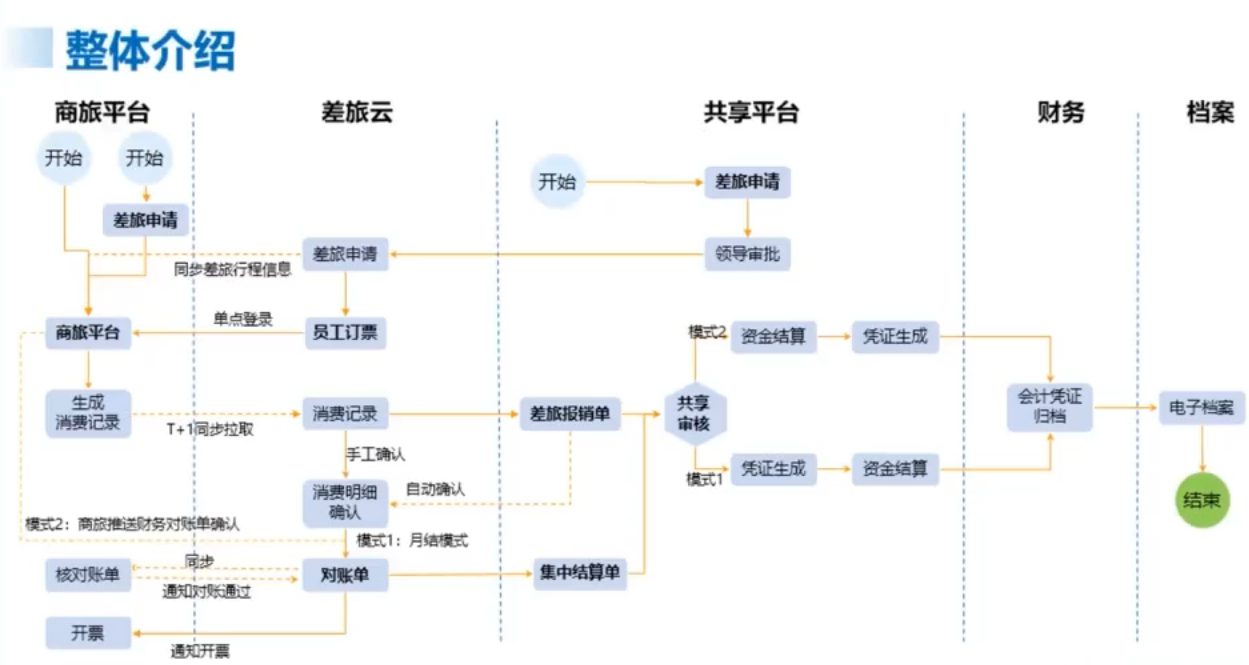 整体介绍
商旅平台
差旅云
共享平台
财务
档案
开始
开始
开始
差旅申请
差旅申请
差旅申请
领导审批
同步差旅行程信息
商旅平台
单点登录
员工订票
模式2
资金结算
凭证生成
生成
消费记录
T+1同步拉取
消费记录
差旅报销单
共享
审核
会计凭证
归档
电子档案
手工确认
模式1
凭证生成
资金结算
消费明细
确认
自动确认
结束
模式2：商旅推送财务对账单确认
模式1：月结模式
核对账单
同步
通知对账通过
对账单
集中结算单
开票
通知开票